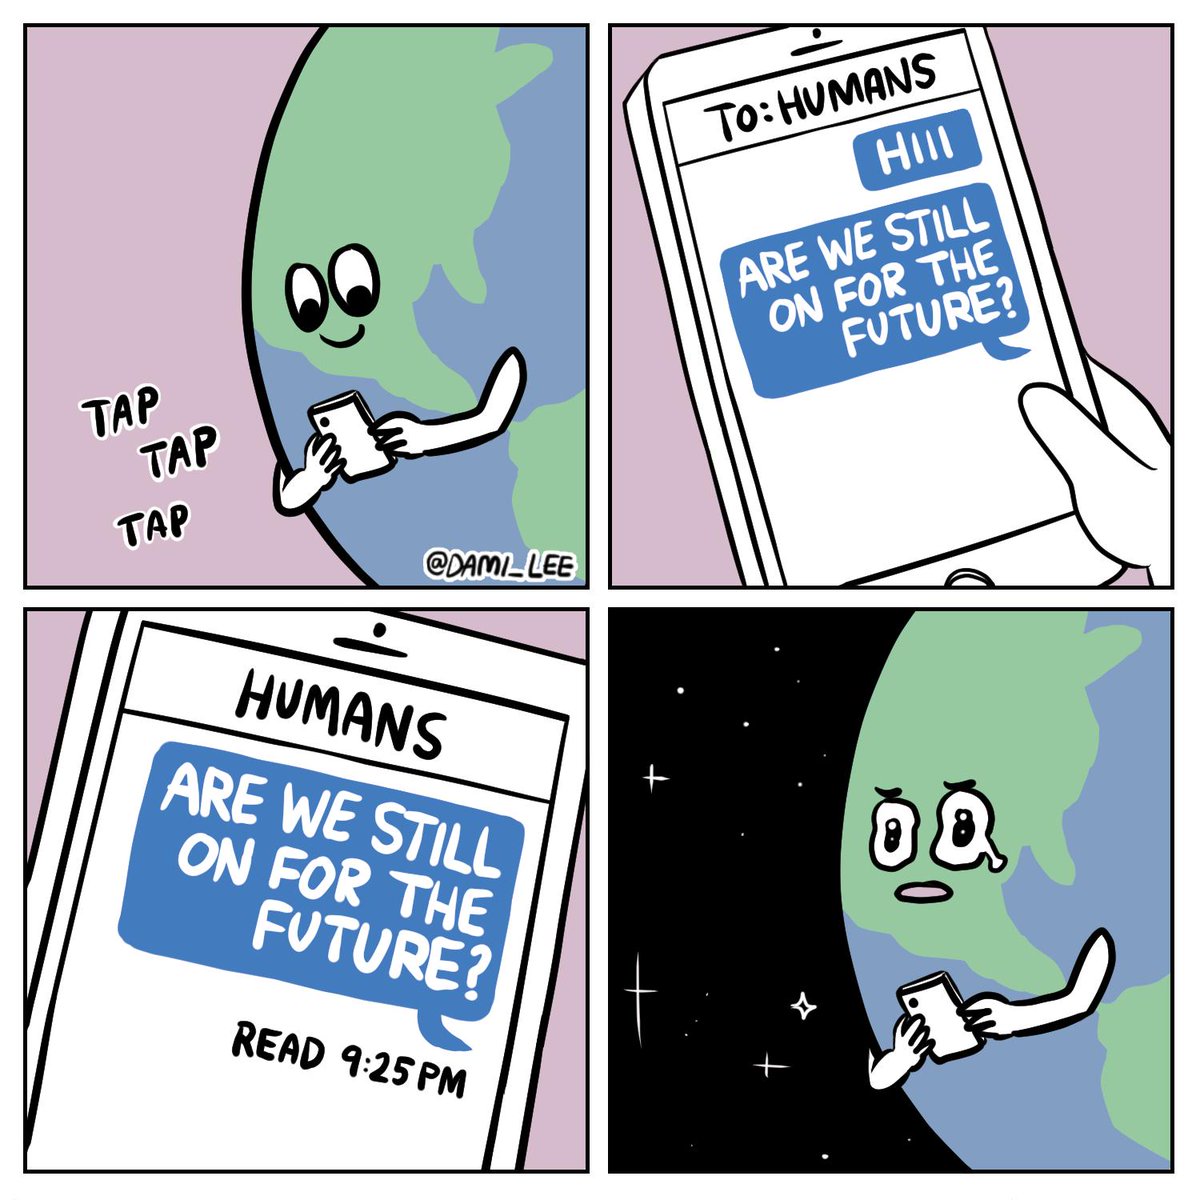 TAP
TAP
TAP
@DAMI_LEE
TO: HUMANS
HIII
ARE WE STILL
ON FOR THE
FUTURE?
HUMANS
ARE WE STILL
ON FOR THE
FUTURE?
READ 9:25 PM